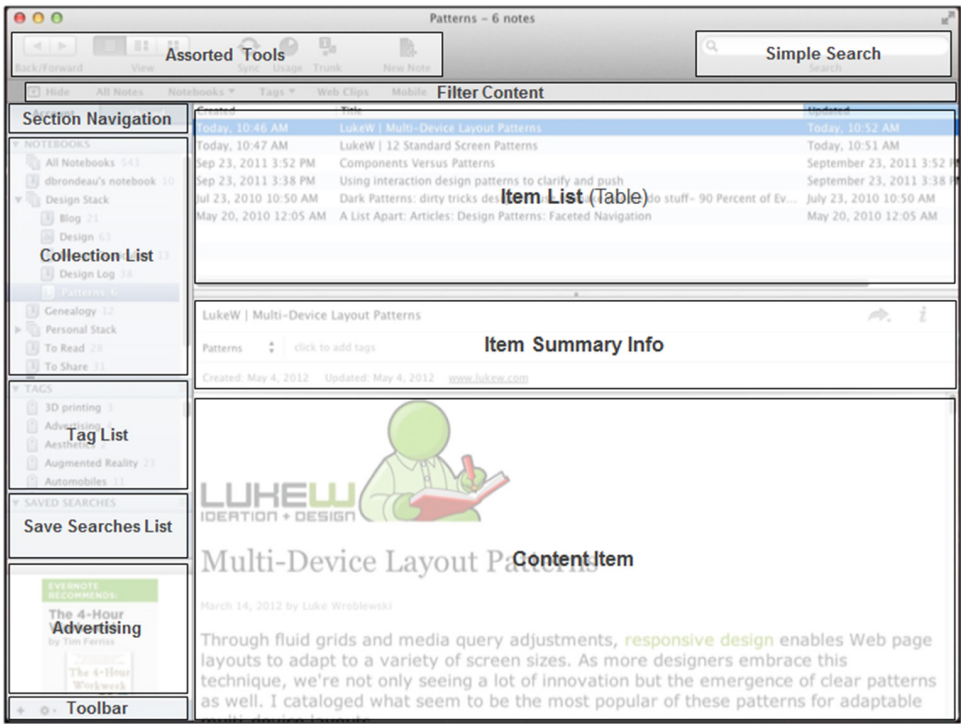 Patterns – 6 notes
Assorted Tools
Simple Search
Back/Forward View Sync Usage Trunk New Note Search
Hide All Notes Notebooks Tags Web Clips Mobile Filter Content
Section Navigation
Created Title Updated
Today, 10:46 AM LukeW | Multi-Device Layout Patterns Today, 10:52 AM
Today, 10:47 AM LukeW | 12 Standard Screen Patterns Today, 10:51 AM
Sep 23, 2011 3:52 PM Components Versus Patterns September 23, 2011 3:52
Sep 23, 2011 3:38 PM Using interaction design patterns to clarify and push September 23, 2011 3:38
Item List (Table)
Jul 23, 2010 10:50 AM Dark Patterns: dirty tricks do stuff- 90 Percent of Ev... July 23, 2010 10:50 AM
May 20, 2010 12:05 AM A List Apart: Articles: Design Patterns: Faceted Navigation May 20, 2010 12:05 AM
NOTEBOOKS
All Notebooks 543
dbrondeau's notebook 10
Design Stack
Blog 21
Design 63
Collection List 13
Design Log 38
Patterns 6
Genealogy 12
Personal Stack
To Read 28
To Share 31
LukeW | Multi-Device Layout Patterns
Item Summary Info
Patterns click to add tags
Created: May 4, 2012 Updated: May 4, 2012 www.lukew.com
TAGS
3D printing 3
Advertising
Tag List
Aesthetics
Augmented Reality 23
Automobiles 11
SAVED SEARCHES
Save Searches List
EVERNOTE
RECOMMENDS:
The 4-Hour
Workweek
Advertising
by Tim Ferriss
The 4-Hour
Workweek
Toolbar
LUKEW
IDEATION + DESIGN
Multi-Device Layout Patterns
Content Item
March 14, 2012 by Luke Wroblewski
Through fluid grids and media query adjustments, responsive design enables Web page
layouts to adapt to a variety of screen sizes. As more designers embrace this
technique, we're not only seeing a lot of innovation but the emergence of clear patterns
as well. I cataloged what seem to be the most popular of these patterns for adaptable
multi-device layouts.